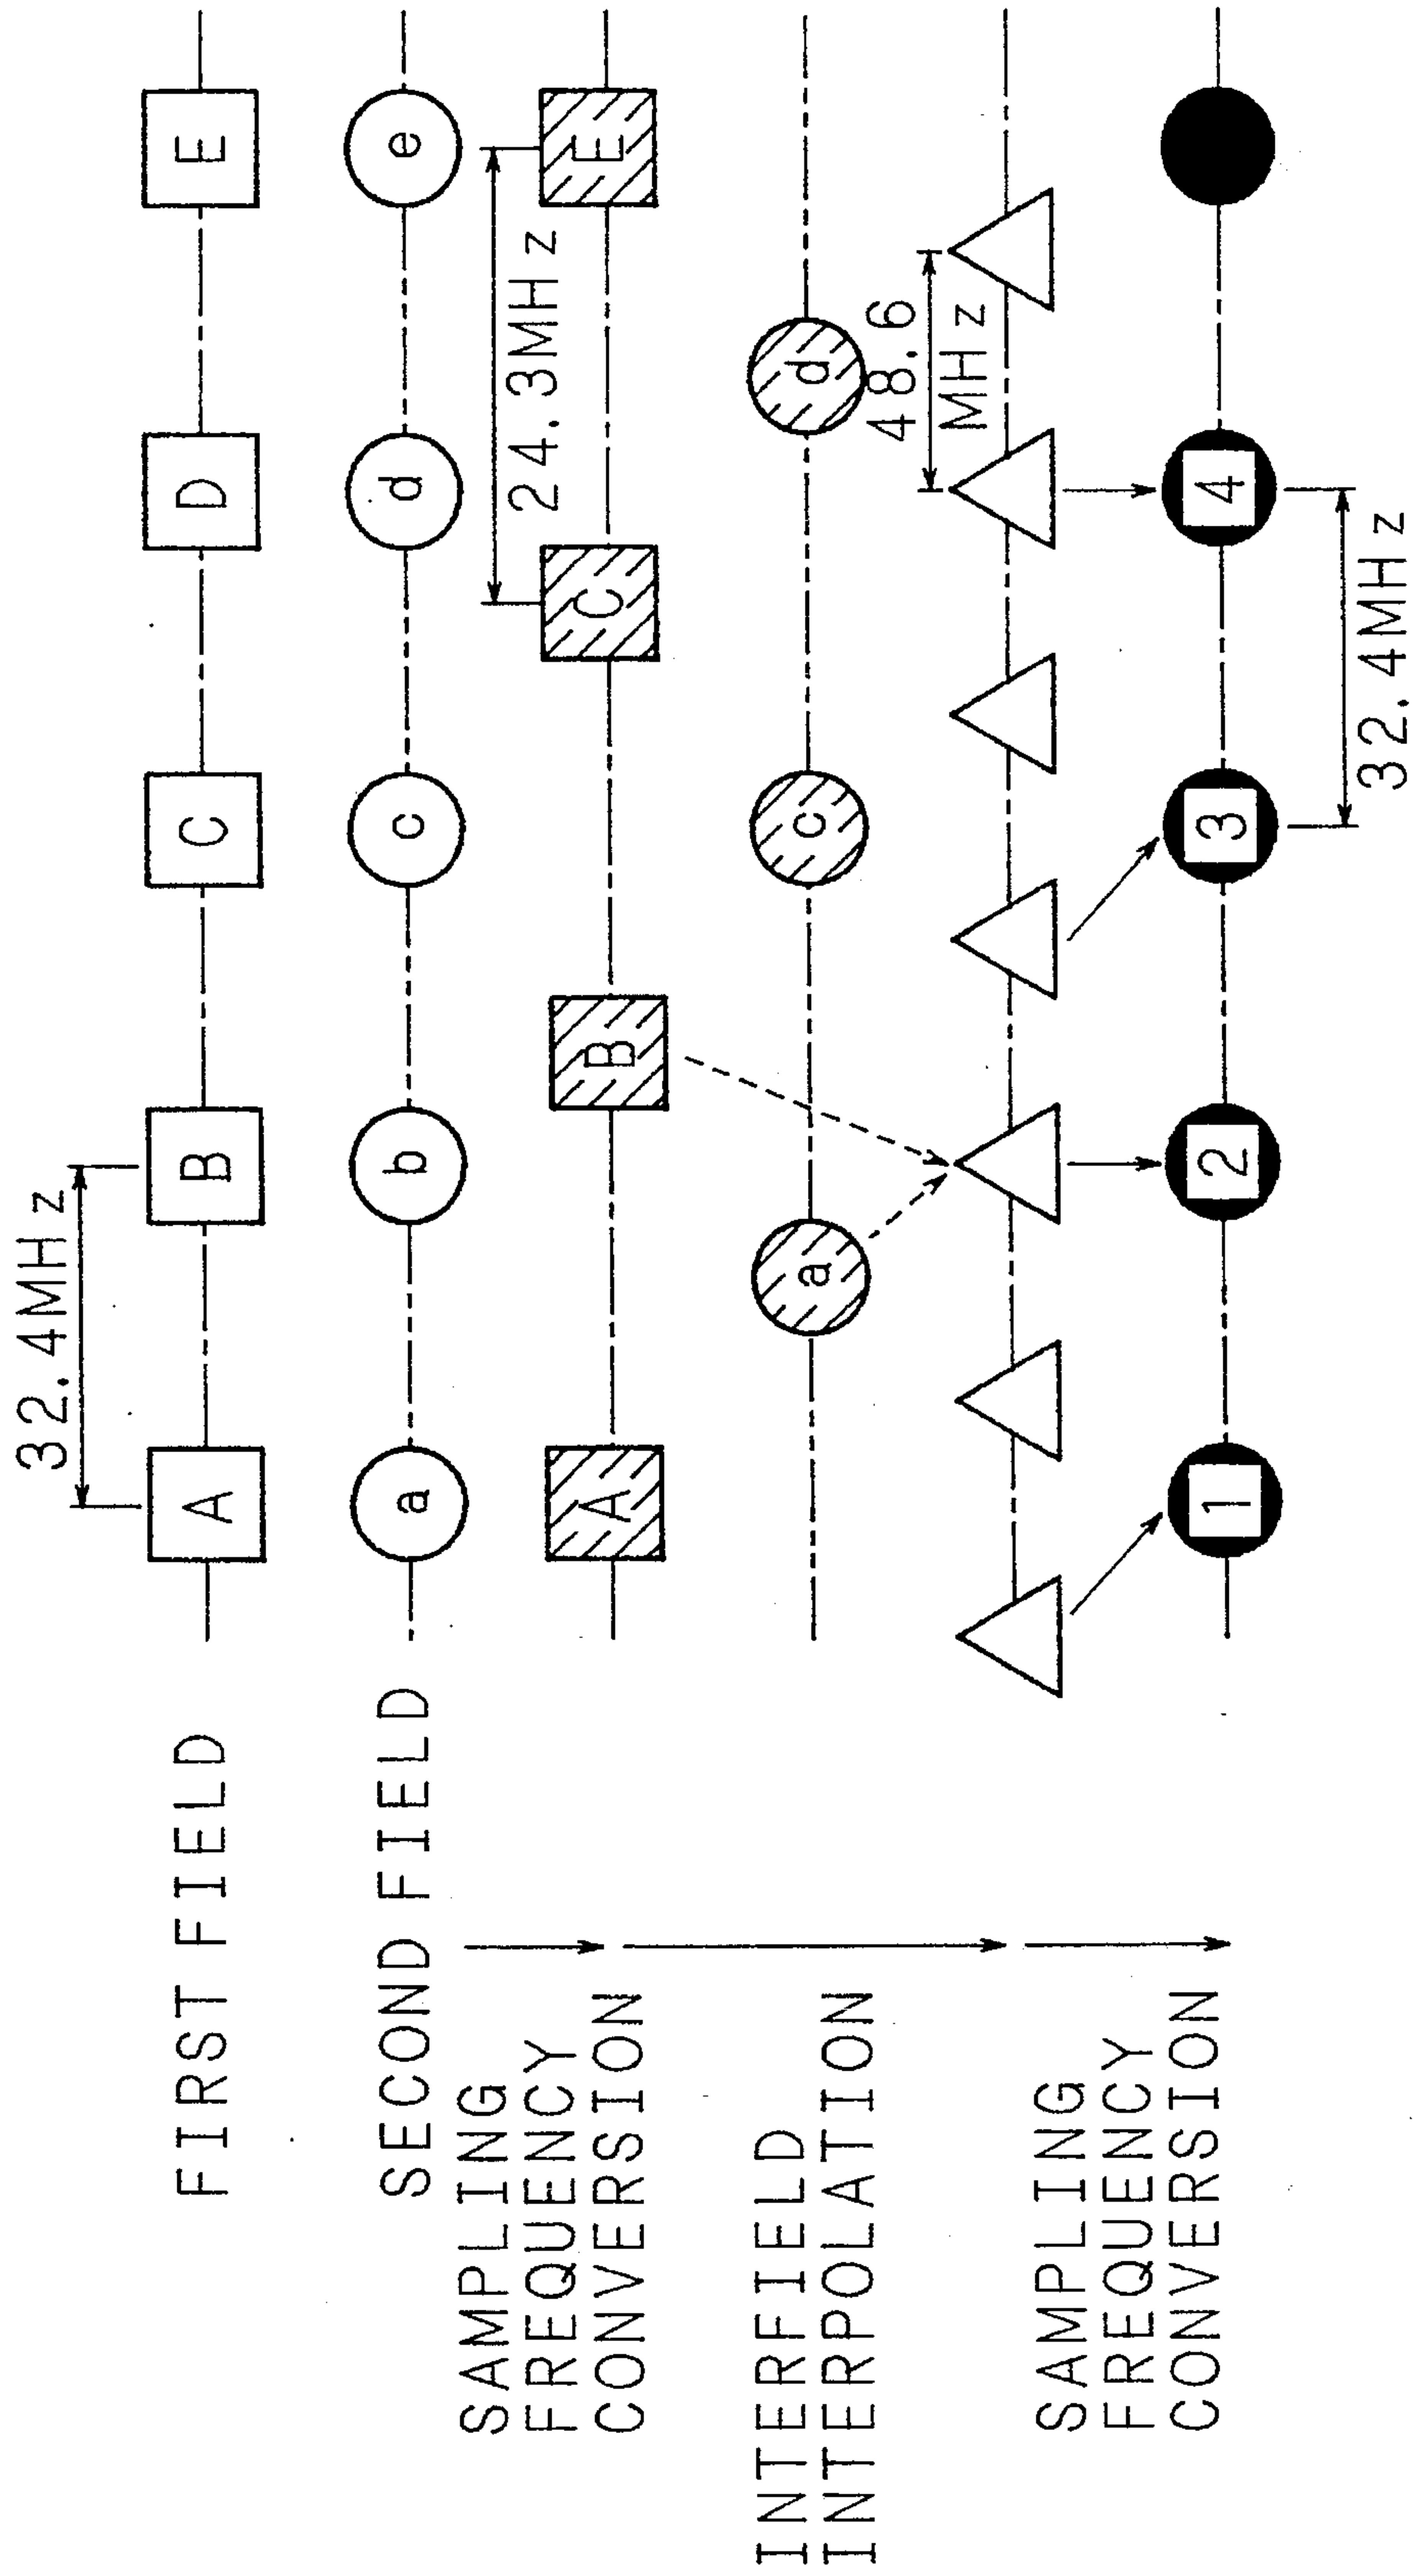 32.4MHz
FIRST FIELD
A B C D E
SECOND FIELD
a b c d e
24.3MHz
SAMPLING
FREQUENCY
CONVERSION
A B C E
INTERFIELD
INTERPOLATION
a c d
48.6
MHz
SAMPLING
FREQUENCY
CONVERSION
1 2 3 4
32.4MHz